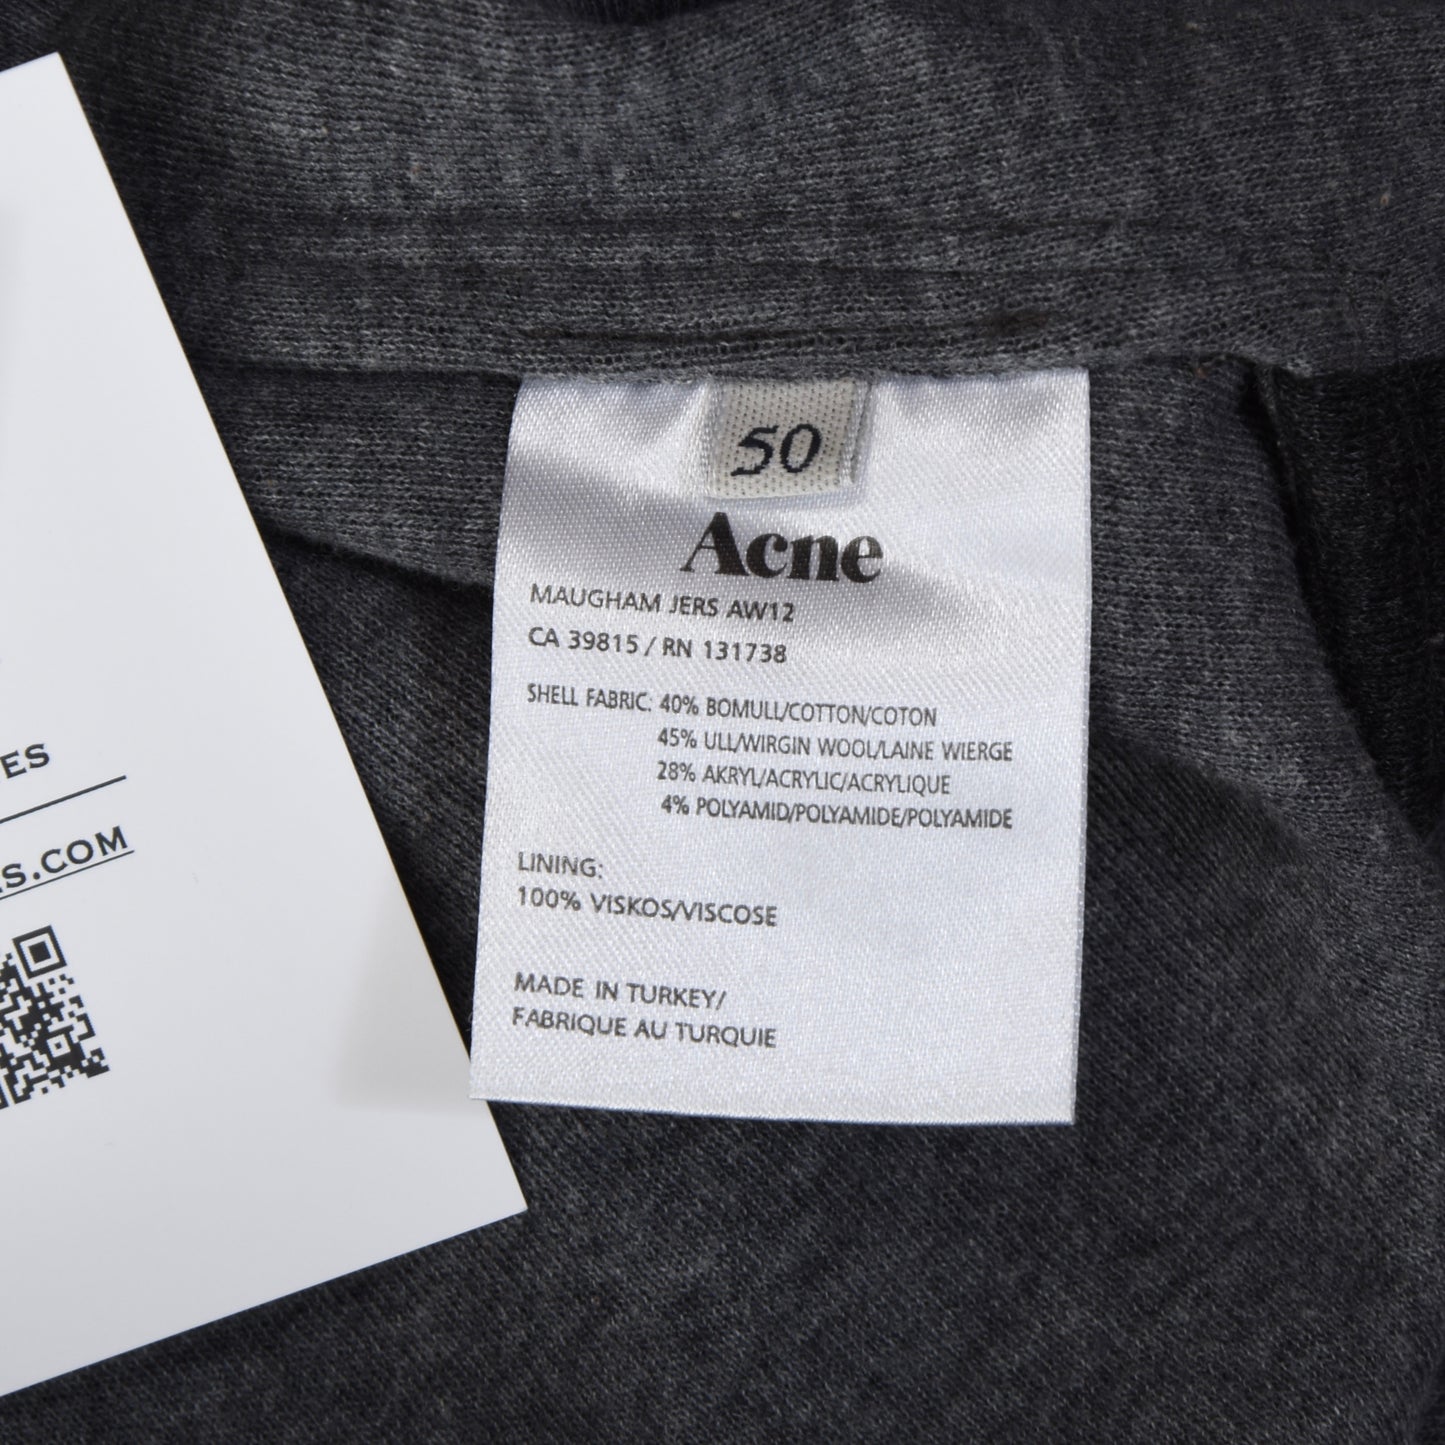 ES
S.COM
50
Acne
MAUGHAM JERS AW12
CA 39815 / RN 131738
SHELL FABRIC: 40% BOMULL/COTTON/COTON
45% ULL/WIRGIN WOOL/LAINE WIERGE
28% AKRYL/ACRYLIC/ACRYLIQUE
4% POLYAMID/POLYAMIDE/POLYAMIDE
LINING:
100% VISKOS/VISCOSE
MADE IN TURKEY/
FABRIQUE AU TURQUIE